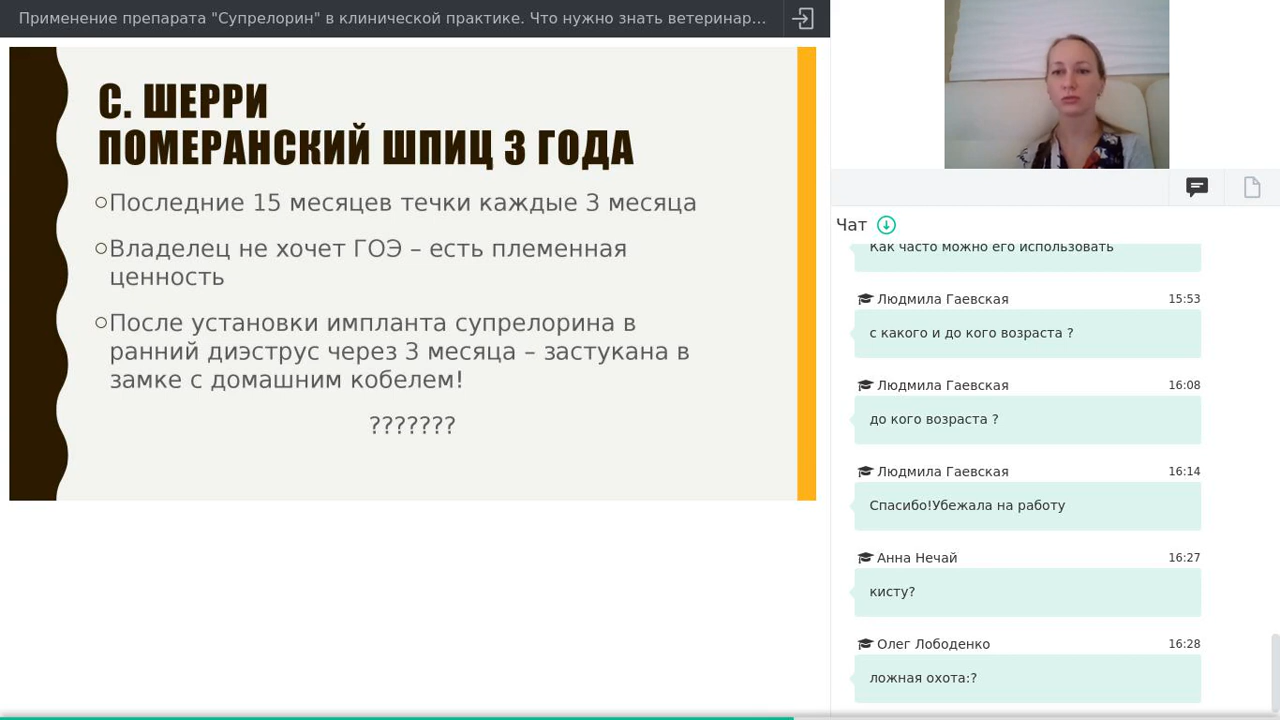 Применение препарата "Супрелорин" в клинической практике. Что нужно знать ветеринар...
С. ШЕРРИ
ПОМЕРАНСКИЙ ШПИЦ 3 ГОДА
Последние 15 месяцев течки каждые 3 месяца
Владелец не хочет ГОЭ – есть племенная
ценность
После установки импланта супрелорина в
ранний диэструс через 3 месяца – застукана в
замке с домашним кобелем!
???????
Чат
Как часто можно его использовать
Людмила Гаевская 15:53
с какого и до кого возраста ?
Людмила Гаевская 16:08
до кого возраста ?
Людмила Гаевская 16:14
Спасибо!Убежала на работу
Анна Нечай 16:27
кисту?
Олег Лободенко 16:28
ложная охота:?